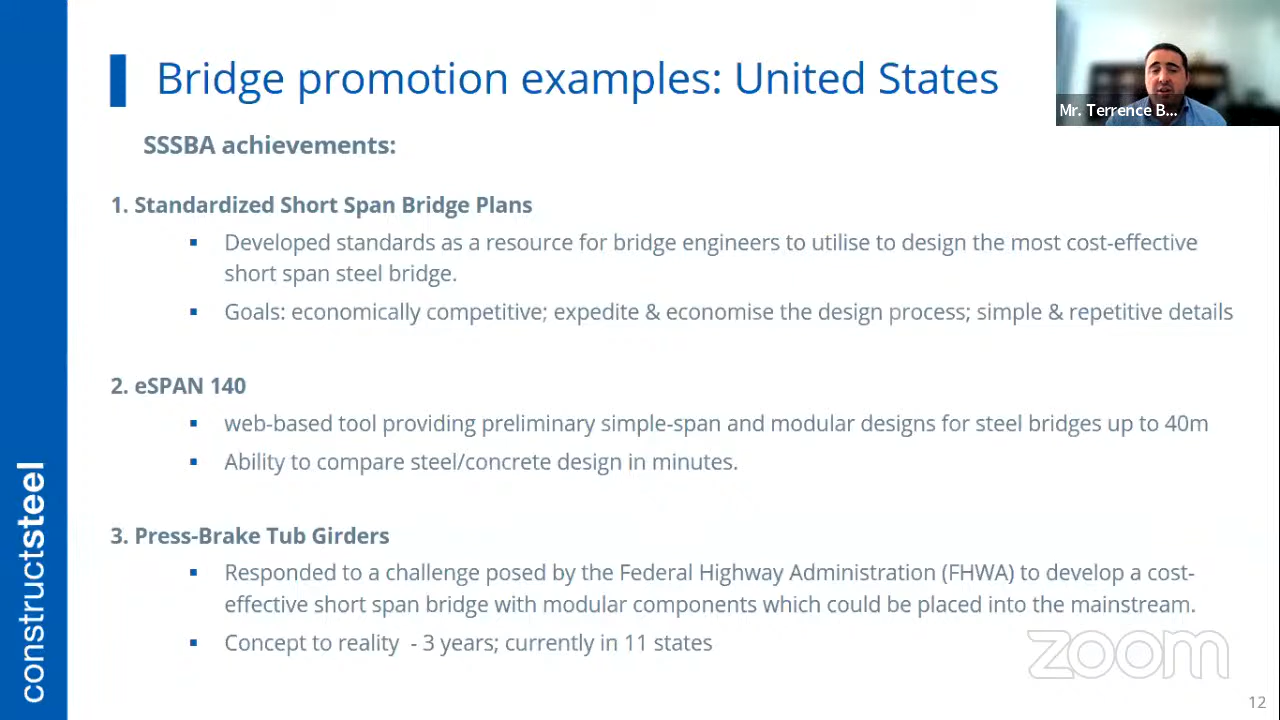 Bridge promotion examples: United States
Mr. Terrence B...
SSSBA achievements:
1. Standardized Short Span Bridge Plans
▪ Developed standards as a resource for bridge engineers to utilise to design the most cost-effective
short span steel bridge.
▪ Goals: economically competitive; expedite & economise the design process; simple & repetitive details
2. eSPAN 140
▪ web-based tool providing preliminary simple-span and modular designs for steel bridges up to 40m
▪ Ability to compare steel/concrete design in minutes.
3. Press-Brake Tub Girders
▪ Responded to a challenge posed by the Federal Highway Administration (FHWA) to develop a cost-
effective short span bridge with modular components which could be placed into the mainstream.
▪ Concept to reality - 3 years; currently in 11 states
constructsteel
zoom
12